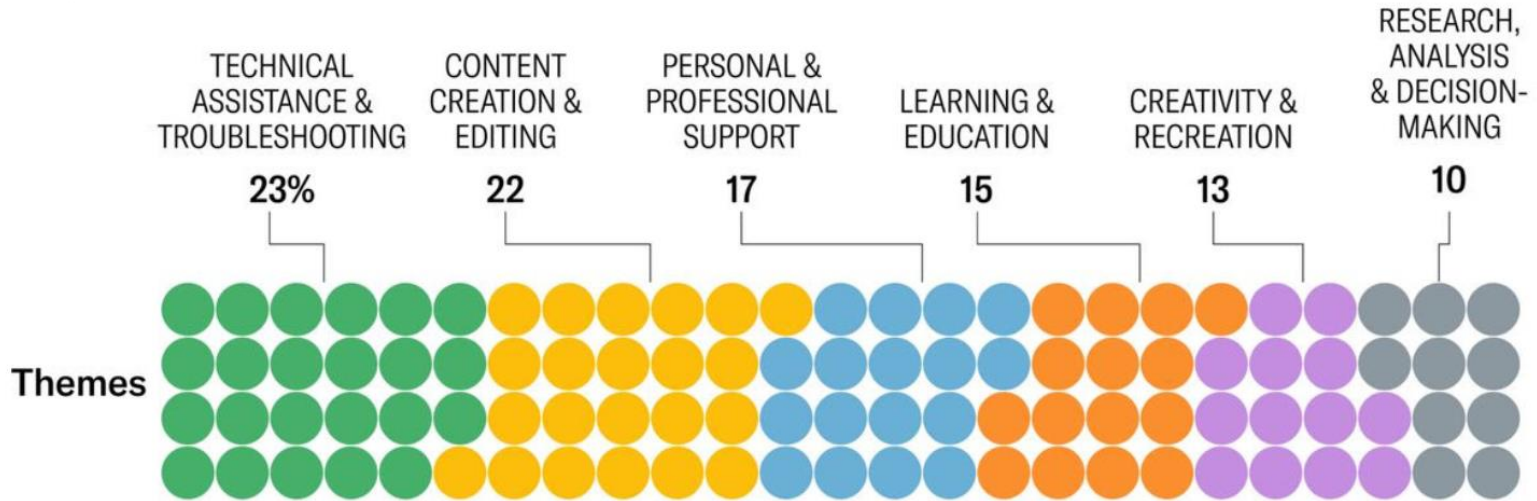 TECHNICAL
ASSISTANCE &
TROUBLESHOOTING
23%
CONTENT
CREATION &
EDITING
22
PERSONAL &
PROFESSIONAL
SUPPORT
17
LEARNING &
EDUCATION
15
CREATIVITY &
RECREATION
13
RESEARCH,
ANALYSIS
& DECISION-
MAKING
10
Themes